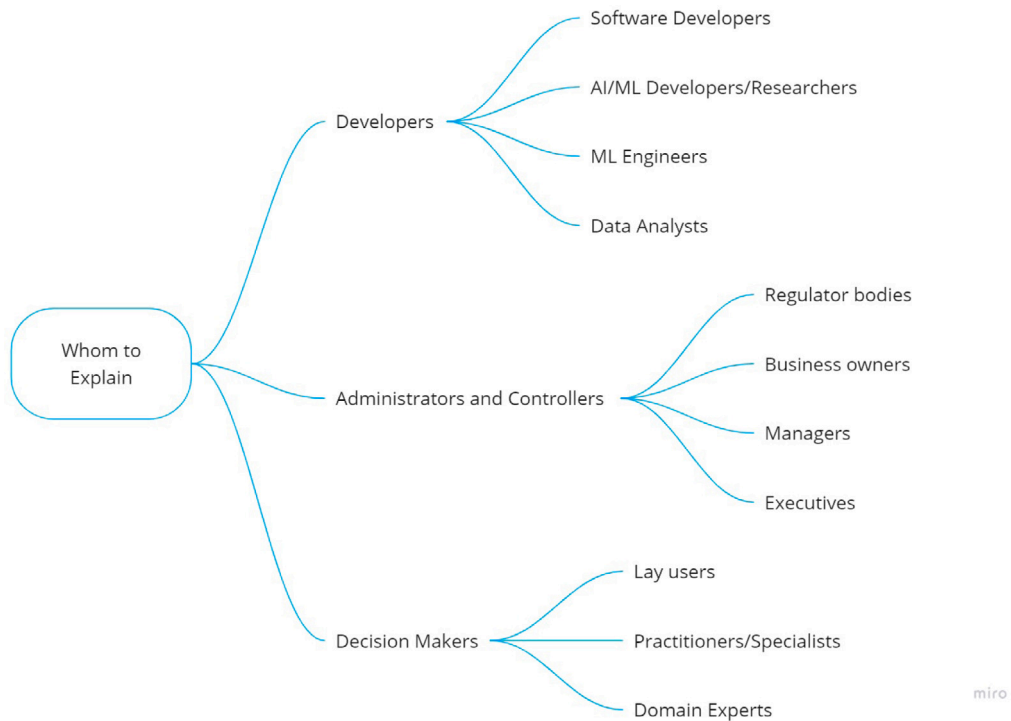 Whom to
Explain
Developers
Software Developers
AI/ML Developers/Researchers
ML Engineers
Data Analysts
Administrators and Controllers
Regulator bodies
Business owners
Managers
Executives
Decision Makers
Lay users
Practitioners/Specialists
Domain Experts
miro